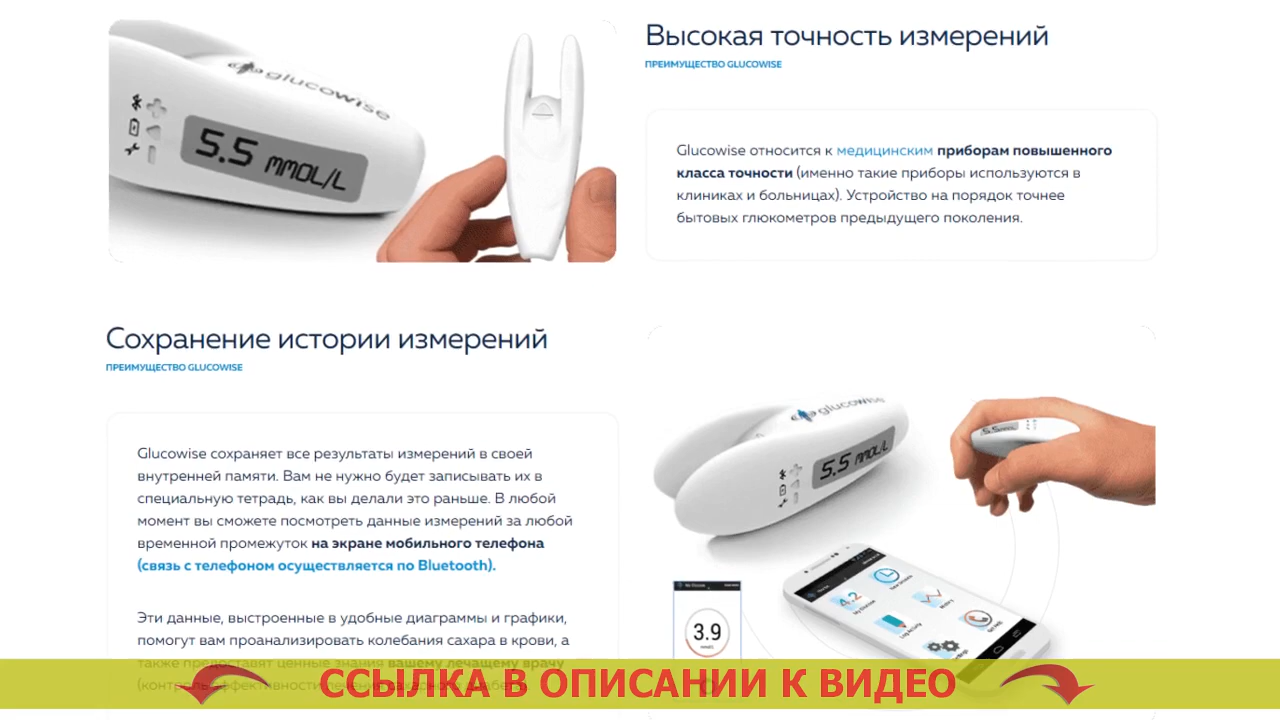 glucowise
5.5 MMOL/L
Высокая точность измерений
ПРЕИМУЩЕСТВО GLUCOWISE
Glucowise относится к медицинским приборам повышенного
класса точности (именно такие приборы используются в
клиниках и больницах). Устройство на порядок точнее
бытовых глюкометров предыдущего поколения.
Сохранение истории измерений
ПРЕИМУЩЕСТВО GLUCOWISE
Glucowise сохраняет все результаты измерений в своей
внутренней памяти. Вам не нужно будет записывать их в
специальную тетрадь, как вы делали это раньше. В любой
момент вы сможете посмотреть данные измерений за любой
временной промежуток на экране мобильного телефона
(связь с телефоном осуществляется по Bluetooth).
Эти данные, выстроенные в удобные диаграммы и графики,
помогут вам проанализировать колебания сахара в крови, а
также предоставят ценные знания вашему лечащему врачу
glucowise
5.5 MMOL/L
5.5
4.2
3.9
ССЫЛКА В ОПИСАНИИ К ВИДЕО